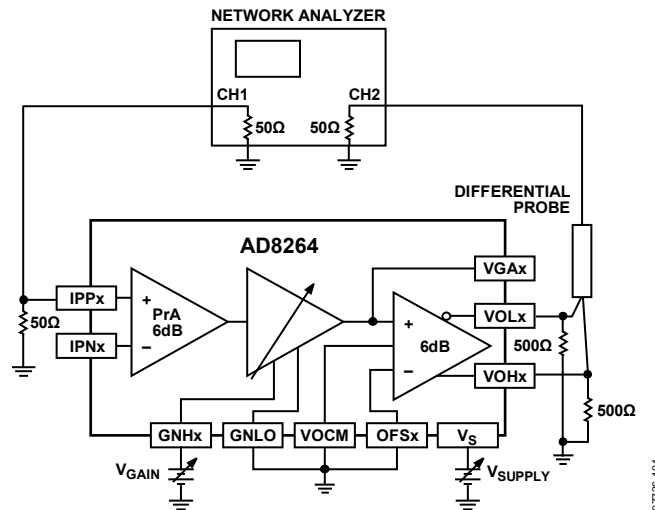 NETWORK ANALYZER
CH1
CH2
50Ω
50Ω
DIFFERENTIAL
PROBE
AD8264
VGAx
IPPx
PrA
6dB
+
–
+
–
6dB
VOLx
50Ω
IPNx
500Ω
VOHx
500Ω
GNHx
GNLO
VOCM
OFSx
VS
VGAIN
VSUPPLY